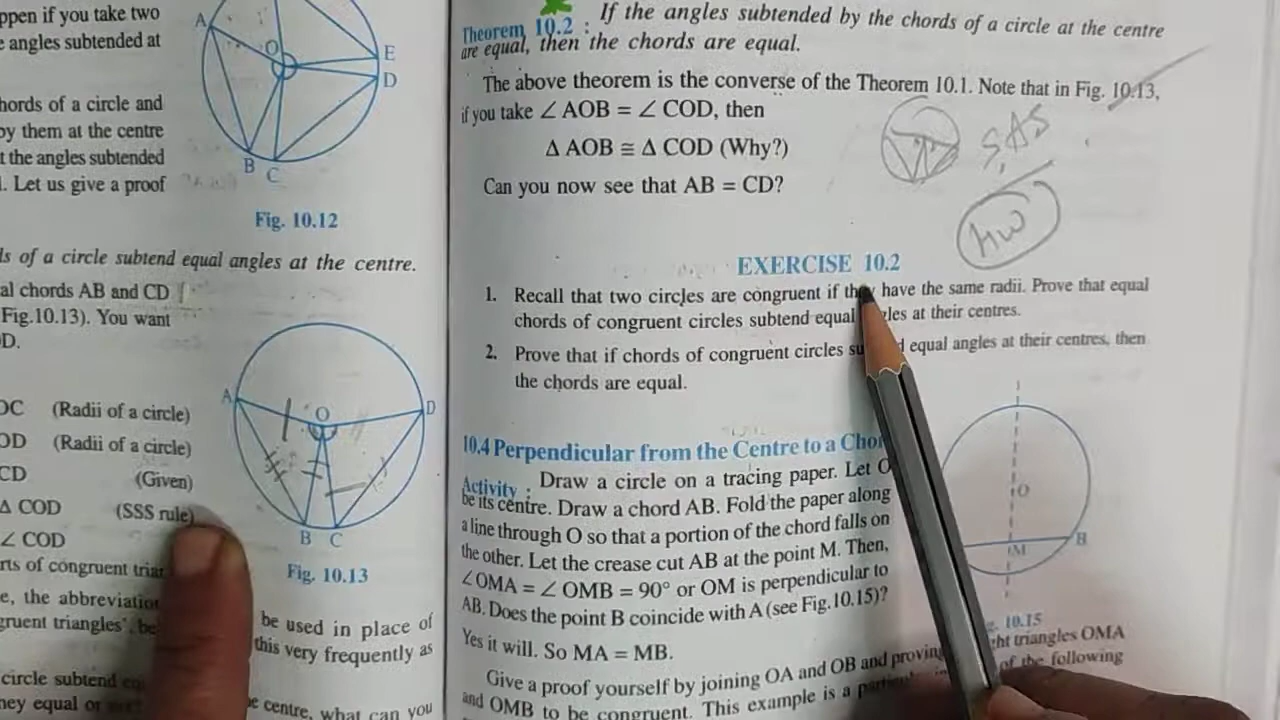 ppen if you take two
e angles subtended at
hords of a circle and
by them at the centre
t the angles subtended
. Let us give a proof
A
O
E
D
B
C
Fig. 10.12
ls of a circle subtend equal angles at the centre.
al chords AB and CD
Fig.10.13). You want
D.
OC (Radii of a circle)
OD (Radii of a circle)
CD (Given)
Δ COD (SSS rule)
∠ COD
rts of congruent trian
e, the abbreviation
gruent triangles', be
be used in place of
this very frequently as
circle subtend
hey equal or
e centre, what can you
A
O
D
B C
Fig. 10.13
Theorem 10.2 : If the angles subtended by the chords of a circle at the centre
are equal, then the chords are equal.
The above theorem is the converse of the Theorem 10.1. Note that in Fig. 10.13,
if you take ∠ AOB = ∠ COD, then
Δ AOB ≅ Δ COD (Why?)
Can you now see that AB = CD?
SAS
HW
EXERCISE 10.2
1. Recall that two circles are congruent if they have the same radii. Prove that equal
chords of congruent circles subtend equal angles at their centres.
2. Prove that if chords of congruent circles subtend equal angles at their centres, then
the chords are equal.
10.4 Perpendicular from the Centre to a Chor
Activity : Draw a circle on a tracing paper. Let O
be its centre. Draw a chord AB. Fold the paper along
a line through O so that a portion of the chord falls on
the other. Let the crease cut AB at the point M. Then,
∠OMA = ∠ OMB = 90° or OM is perpendicular to
AB. Does the point B coincide with A (see Fig.10.15)?
Yes it will. So MA = MB.
O
M
B
10.15
Give a proof yourself by joining OA and OB and proving ght triangles OMA
and OMB to be congruent. This example is a of the following